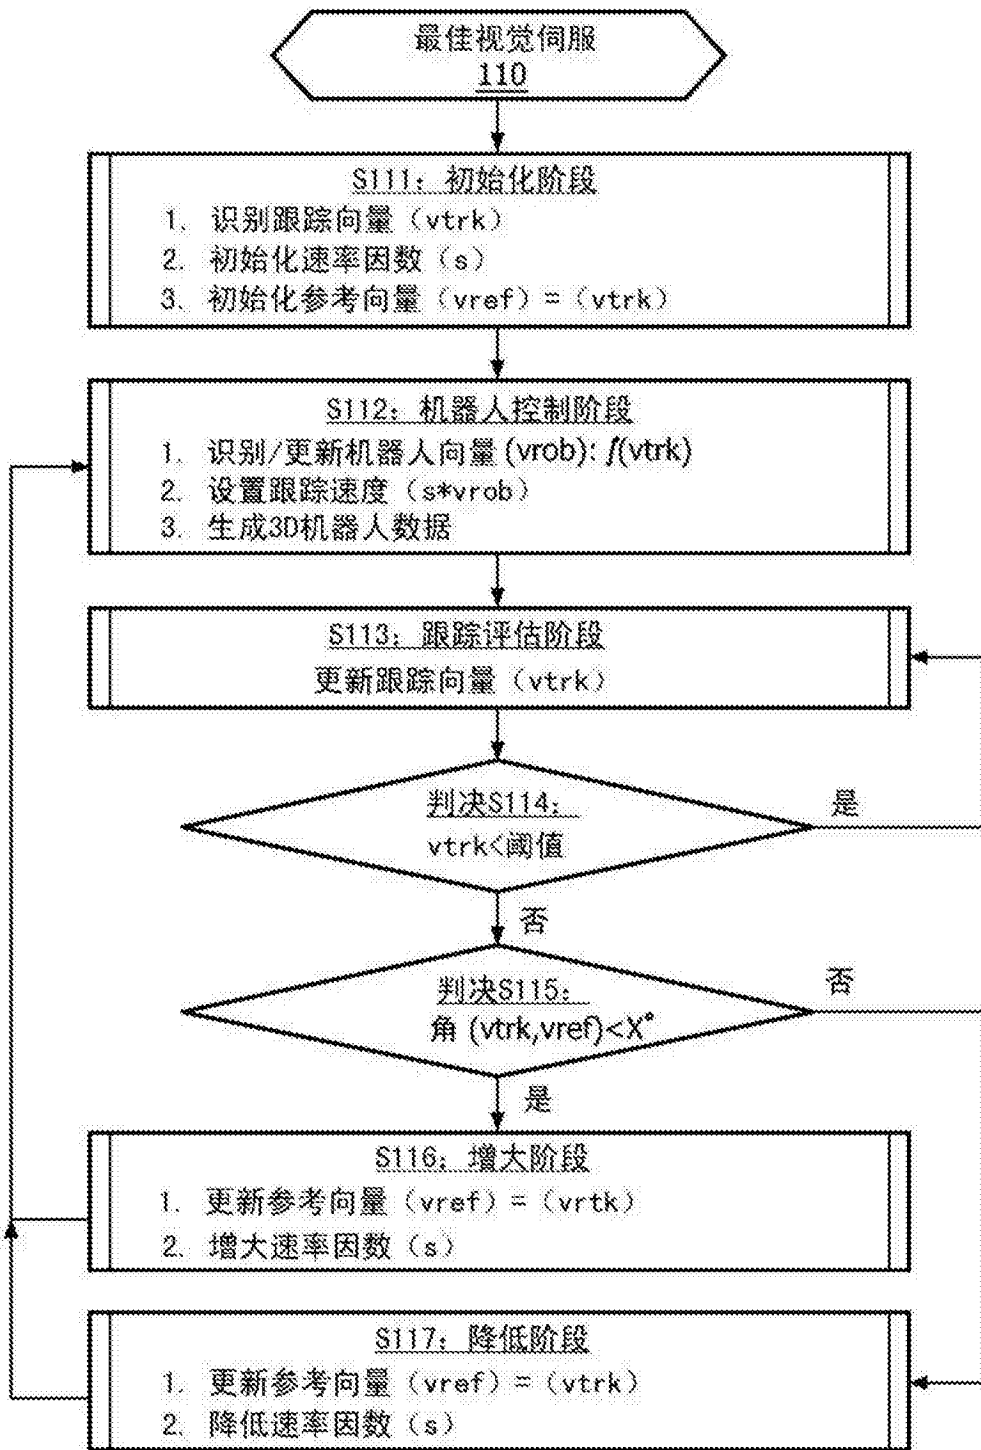 最佳视觉伺服
110
S111：初始化阶段
1. 识别跟踪向量（vtrk）
2. 初始化速率因数（s）
3. 初始化参考向量（vref）=（vtrk）
S112：机器人控制阶段
1. 识别/更新机器人向量 (vrob): f(vtrk)
2. 设置跟踪速度（s*vrob）
3. 生成3D机器人数据
S113：跟踪评估阶段
更新跟踪向量（vtrk）
判决S114：
vtrk<阈值
是
否
判决S115：
角 (vtrk,vref)<X°
否
是
S116：增大阶段
1. 更新参考向量（vref）=（vrtk）
2. 增大速率因数（s）
S117：降低阶段
1. 更新参考向量（vref）=（vtrk）
2. 降低速率因数（s）